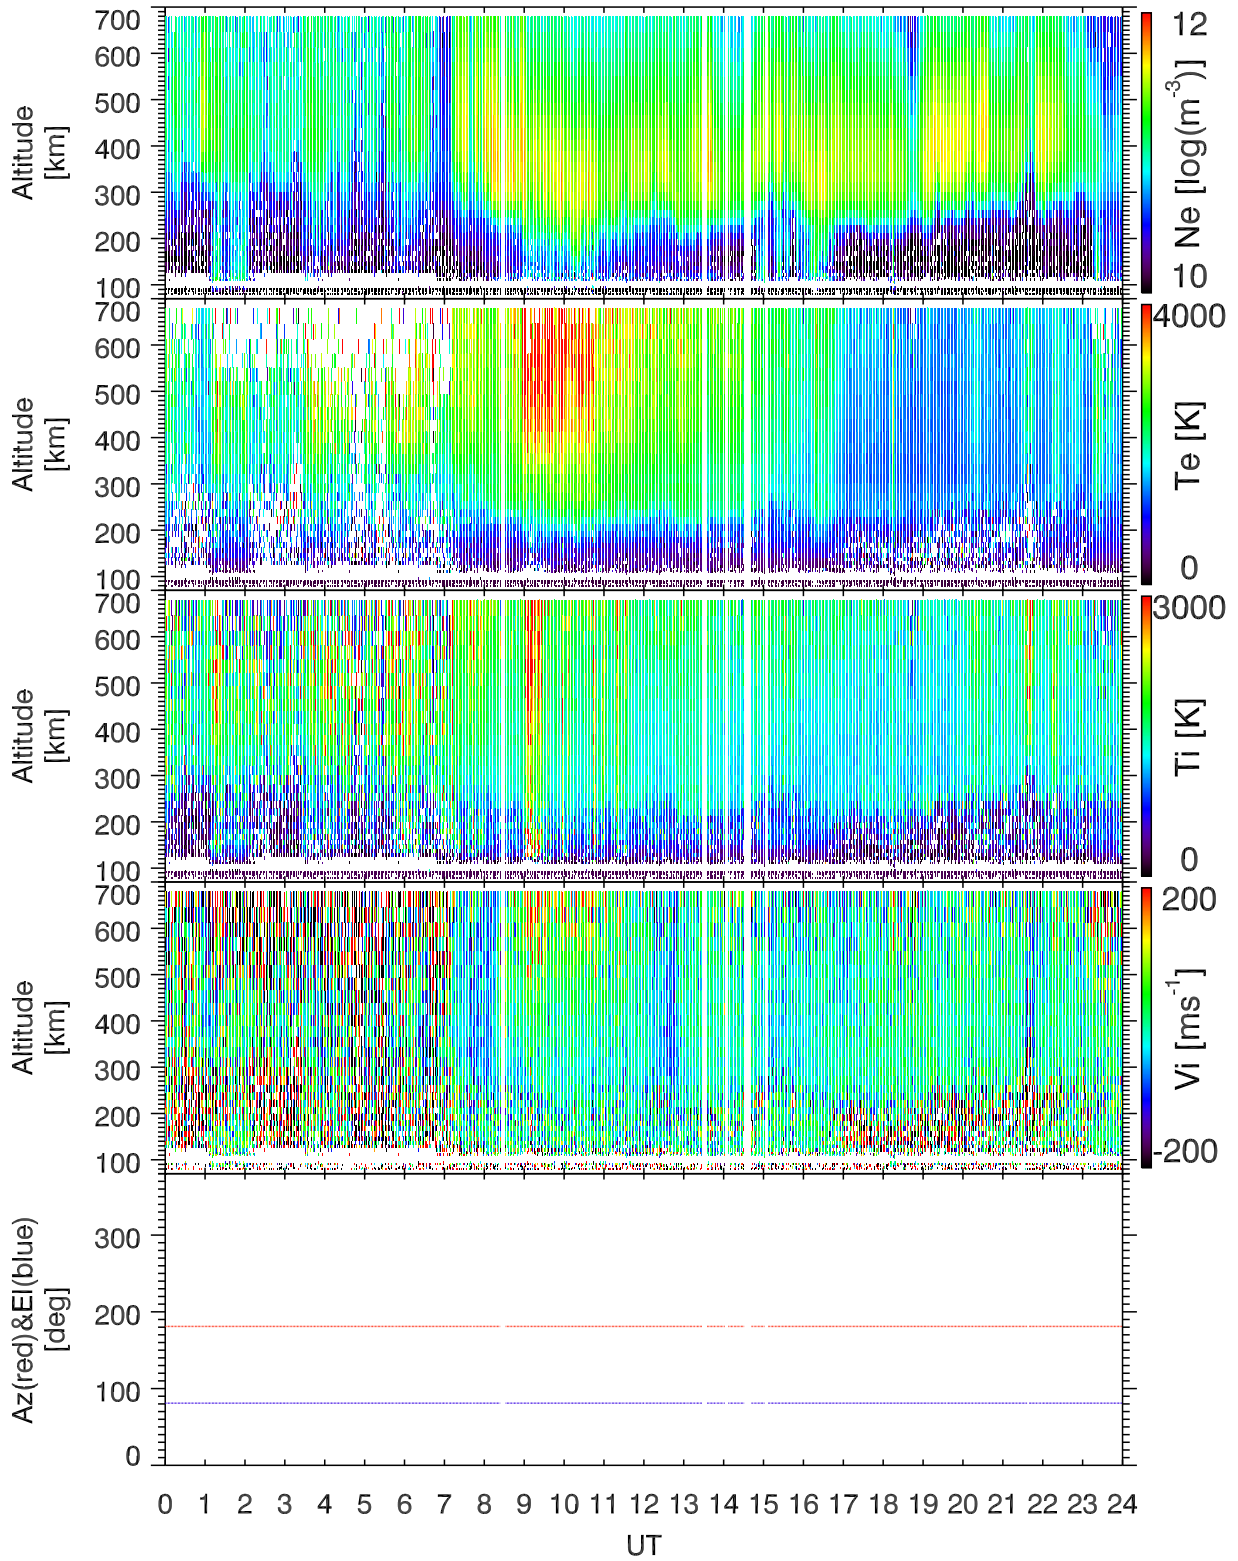 700
600
500
400
300
200
100
Altitude
[km]
12
Ne [log(m⁻³)]
10
700
600
500
400
300
200
100
Altitude
[km]
4000
Te [K]
0
700
600
500
400
300
200
100
Altitude
[km]
3000
Ti [K]
0
700
600
500
400
300
200
100
Altitude
[km]
200
Vi [ms⁻¹]
-200
300
200
100
0
Az(red)&El(blue)
[deg]
0 1 2 3 4 5 6 7 8 9 10 11 12 13 14 15 16 17 18 19 20 21 22 23 24
UT